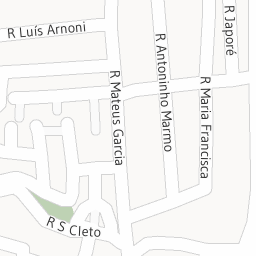 R Luís Arnoni
R Mateus Garcia
R Antoninho Marmo
R Maria Francisca
R Japoré
R S Cleto